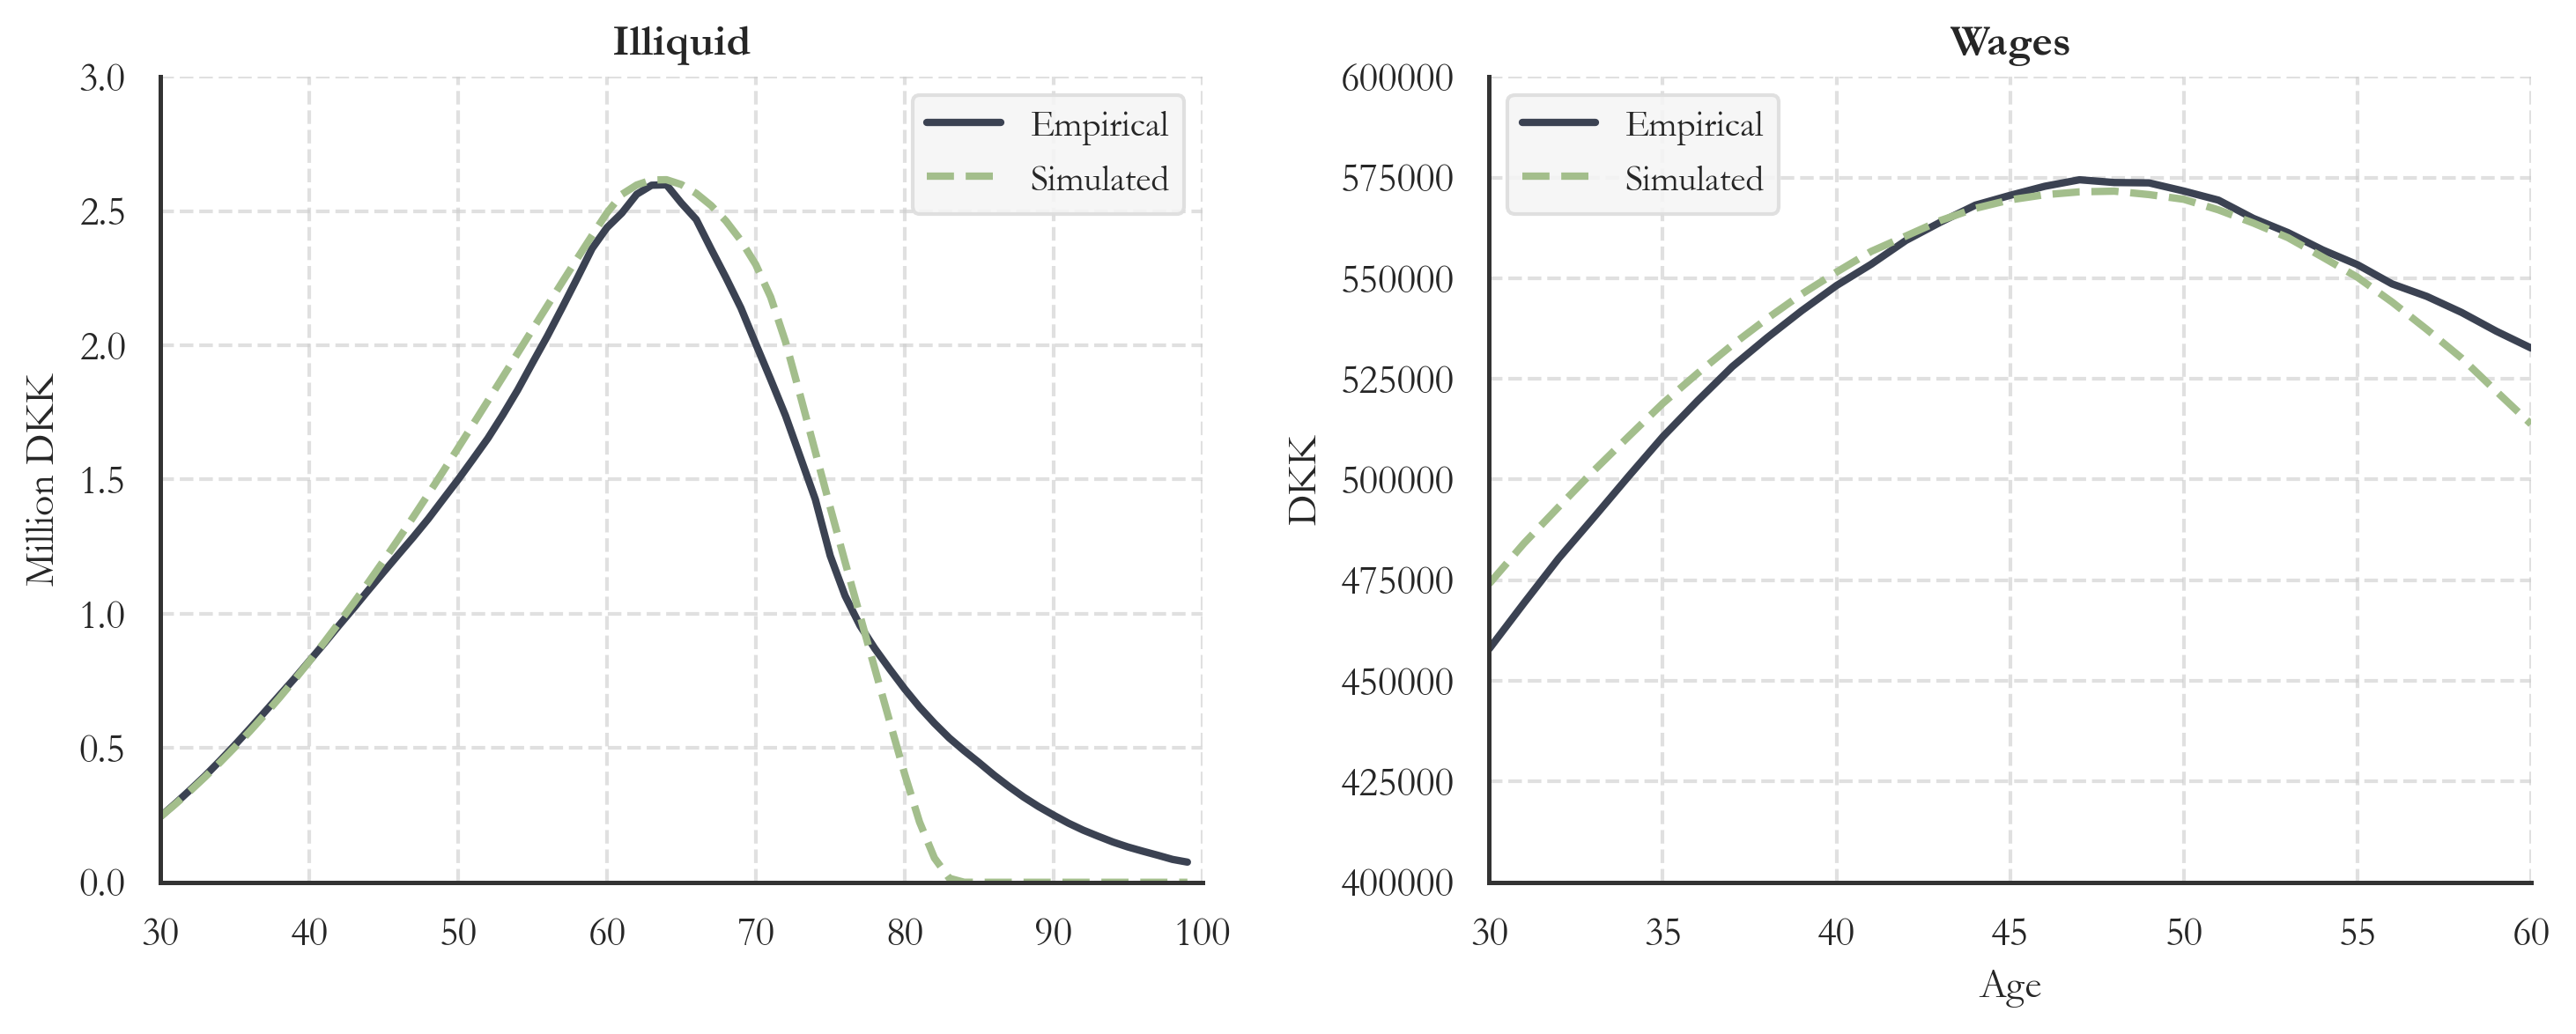 Illiquid
Million DKK
3.0
2.5
2.0
1.5
1.0
0.5
0.0
30 40 50 60 70 80 90 100
Empirical
Simulated
Wages
DKK
600000
575000
550000
525000
500000
475000
450000
425000
400000
30 35 40 45 50 55 60
Age
Empirical
Simulated